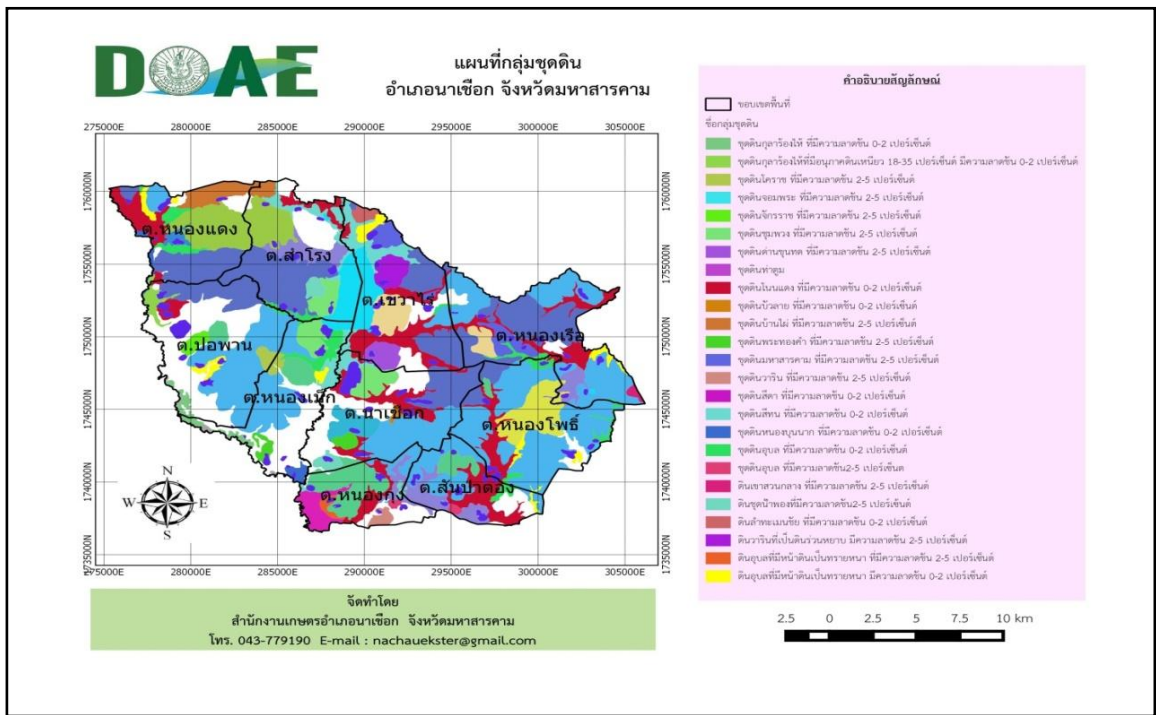 DOAE
แผนที่กลุ่มชุดดิน
อำเภอนาเชือก จังหวัดมหาสารคาม
275000E 280000E 285000E 290000E 295000E 300000E 305000E
1760000N
1755000N
1750000N
1745000N
1740000N
1735000N
ต.หนองแดง
ต.สำโรง
ต.เขวาไร่
ต.หนองเรือ
ต.ปอพาน
ต.หนองเม็ก
ต.นาเชือก
ต.หนองโพธิ์
ต.หนองกุง
ต.สันป่าตอง
N
W E
S
275000E 280000E 285000E 290000E 295000E 300000E 305000E
1760000N
1755000N
1750000N
1745000N
1740000N
1735000N
จัดทำโดย
สำนักงานเกษตรอำเภอนาเชือก จังหวัดมหาสารคาม
โทร. 043-779190 E-mail : nachauekster@gmail.com
คำอธิบายสัญลักษณ์
ขอบเขตพื้นที่
ชื่อกลุ่มชุดดิน
ชุดดินกุลาร้องไห้ ที่มีความลาดชัน 0-2 เปอร์เซ็นต์
ชุดดินกุลาร้องไห้ที่มีอนุภาคดินเหนียว 18-35 เปอร์เซ็นต์ มีความลาดชัน 0-2 เปอร์เซ็นต์
ชุดดินโคราช ที่มีความลาดชัน 2-5 เปอร์เซ็นต์
ชุดดินจอมพระ ที่มีความลาดชัน 2-5 เปอร์เซ็นต์
ชุดดินจักรราช ที่มีความลาดชัน 2-5 เปอร์เซ็นต์
ชุดดินชุมพวง ที่มีความลาดชัน 2-5 เปอร์เซ็นต์
ชุดดินด่านขุนทด ที่มีความลาดชัน 2-5 เปอร์เซ็นต์
ชุดดินท่าตูม
ชุดดินโนนแดง ที่มีความลาดชัน 0-2 เปอร์เซ็นต์
ชุดดินบัวลาย ที่มีความลาดชัน 0-2 เปอร์เซ็นต์
ชุดดินบ้านไผ่ ที่มีความลาดชัน 2-5 เปอร์เซ็นต์
ชุดดินพระทองคำ ที่มีความลาดชัน 2-5 เปอร์เซ็นต์
ชุดดินมหาสารคาม ที่มีความลาดชัน 2-5 เปอร์เซ็นต์
ชุดดินวาริน ที่มีความลาดชัน 2-5 เปอร์เซ็นต์
ชุดดินสีดา ที่มีความลาดชัน 0-2 เปอร์เซ็นต์
ชุดดินสีทน ที่มีความลาดชัน 0-2 เปอร์เซ็นต์
ชุดดินหนองบุนนาก ที่มีความลาดชัน 0-2 เปอร์เซ็นต์
ชุดดินอุบล ที่มีความลาดชัน 0-2 เปอร์เซ็นต์
ชุดดินอุบล ที่มีความลาดชัน2-5 เปอร์เซ็นต
ดินเขาสวนกลาง ที่มีความลาดชัน 2-5 เปอร์เซ็นต์
ดินชุดน้ำพองที่มีความลาดชัน2-5 เปอร์เซ็นต์
ดินลำทะเมนชัย ที่มีความลาดชัน 0-2 เปอร์เซ็นต์
ดินวารินที่เป็นดินร่วนหยาบ มีความลาดชัน 2-5 เปอร์เซ็นต์
ดินอุบลที่มีหน้าดินเป็นทรายหนา ที่มีความลาดชัน 2-5 เปอร์เซ็นต์
ดินอุบลที่มีหน้าดินเป็นทรายหนา มีความลาดชัน 0-2 เปอร์เซ็นต์
2.5 0 2.5 5 7.5 10 km